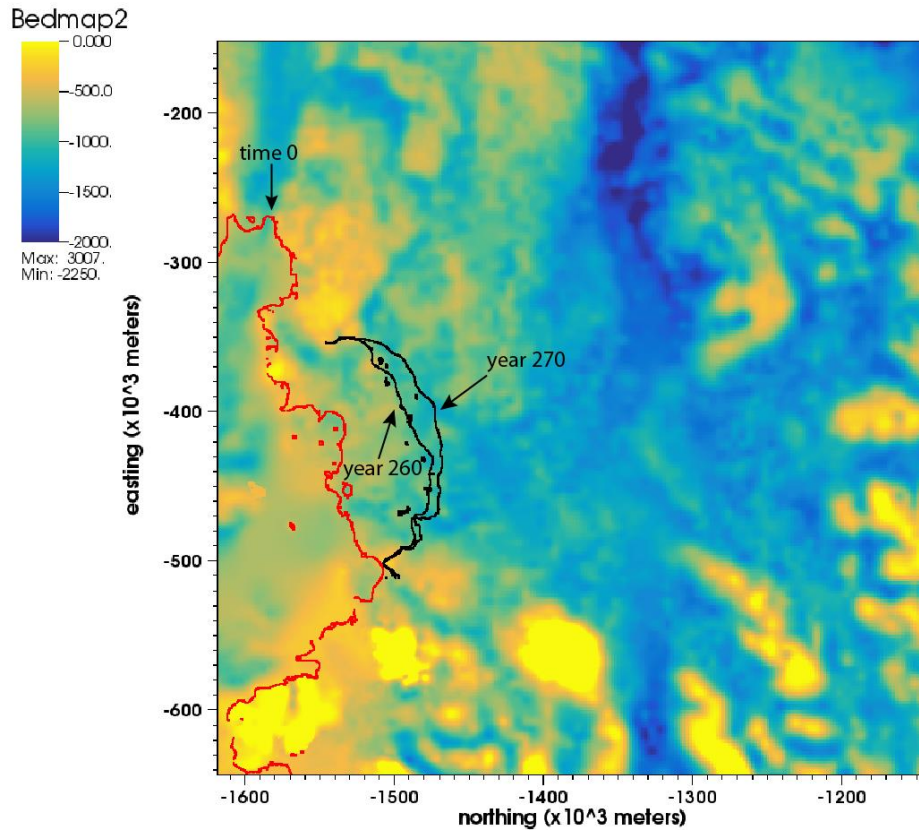 Bedmap2
0.000
-500.0
-1000.
-1500.
-2000.
Max: 3007.
Min: -2250.
time 0
year 270
year 260
-200
-300
-400
-500
-600
easting (x10^3 meters)
-1600
-1500
-1400
-1300
-1200
northing (x10^3 meters)